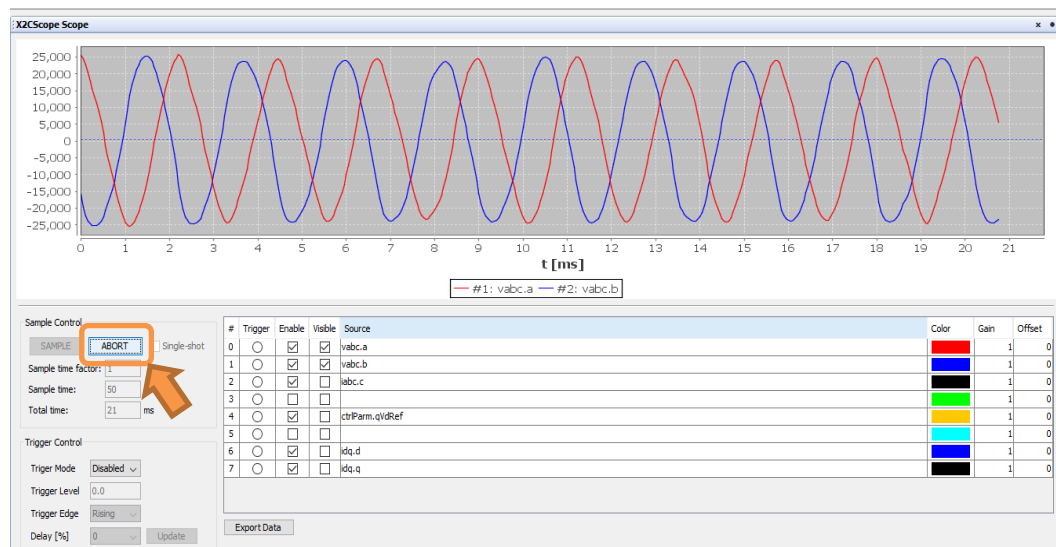 X2CScope Scope
25,000
20,000
15,000
10,000
5,000
0
-5,000
-10,000
-15,000
-20,000
-25,000
0 1 2 3 4 5 6 7 8 9 10 11 12 13 14 15 16 17 18 19 20 21
t [ms]
#1: vabc.a #2: vabc.b
Sample Control
SAMPLE ABORT Single-shot
Sample time factor: 1
Sample time: 50
Total time: 21 ms
Trigger Control
Triger Mode Disabled
Trigger Level 0.0
Trigger Edge Rising
Delay [%] 0 Update
# Trigger Enable Visible Source Color Gain Offset
0 vabc.a 1 0
1 vabc.b 1 0
2 iabc.c 1 0
3 1 0
4 ctrlParm.qVdRef 1 0
5 1 0
6 idq.d 1 0
7 idq.q 1 0
Export Data